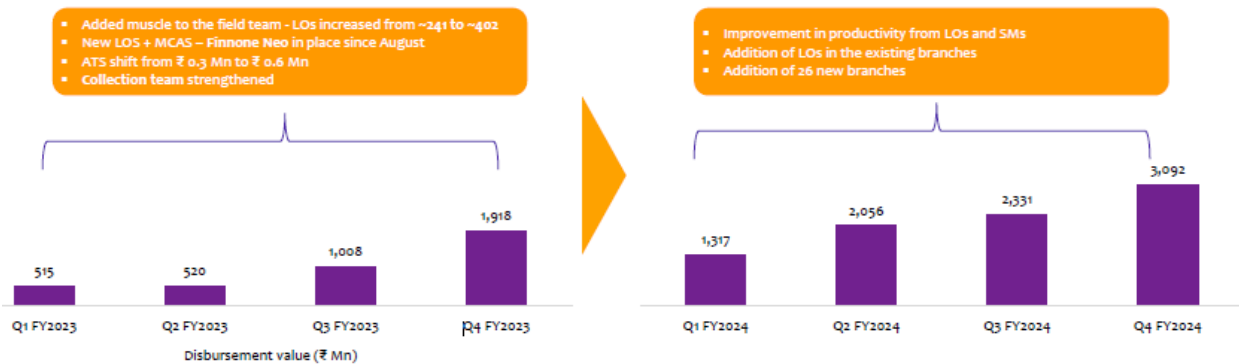 ▪ Added muscle to the field team - LOs increased from ~241 to ~402
▪ New LOS + MCAS – Finnone Neo in place since August
▪ ATS shift from ₹ 0.3 Mn to ₹ 0.6 Mn
▪ Collection team strengthened
▪ Improvement in productivity from LOs and SMs
▪ Addition of LOs in the existing branches
▪ Addition of 26 new branches
515
520
1,008
1,918
Q1 FY2023
Q2 FY2023
Q3 FY2023
Q4 FY2023
Disbursement value (₹ Mn)
1,317
2,056
2,331
3,092
Q1 FY2024
Q2 FY2024
Q3 FY2024
Q4 FY2024